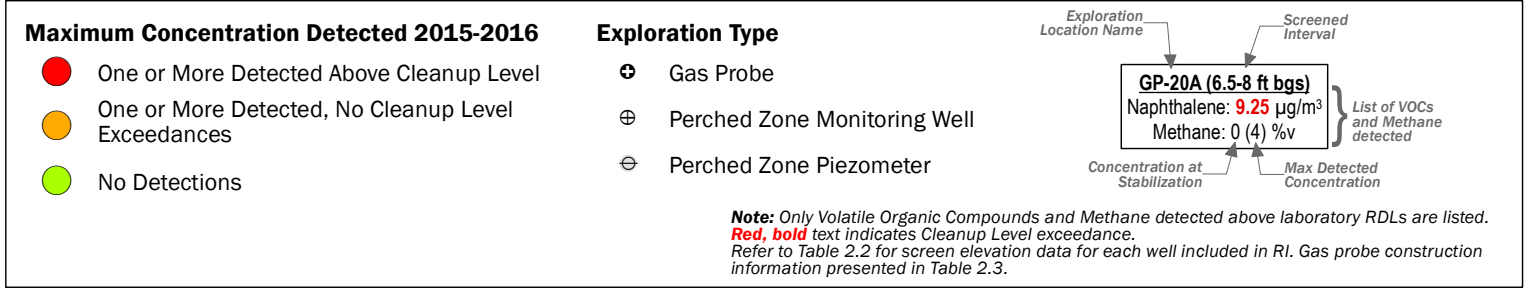 Maximum Concentration Detected 2015-2016
One or More Detected Above Cleanup Level
One or More Detected, No Cleanup Level
Exceedances
No Detections
Exploration Type
Gas Probe
Perched Zone Monitoring Well
Perched Zone Piezometer
Exploration
Location Name
Screened
Interval
GP-20A (6.5-8 ft bgs)
Naphthalene: 9.25 µg/m³
Methane: 0 (4) %v
List of VOCs
and Methane
detected
Concentration at
Stabilization
Max Detected
Concentration
Note: Only Volatile Organic Compounds and Methane detected above laboratory RDLs are listed.
Red, bold text indicates Cleanup Level exceedance.
Refer to Table 2.2 for screen elevation data for each well included in RI. Gas probe construction
information presented in Table 2.3.